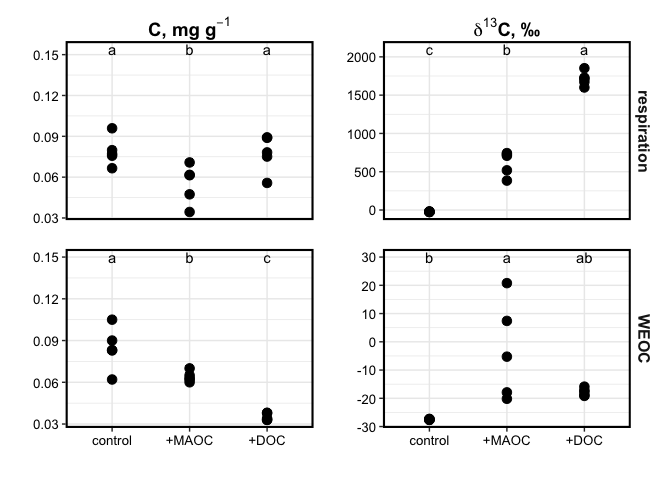 C, mg g⁻¹
δ¹³C, ‰
0.15
0.12
0.09
0.06
0.03
a b a
2000
1500
1000
500
0
c b a
respiration
0.15
0.12
0.09
0.06
0.03
a b c
30
20
10
0
-10
-20
-30
b a ab
WEOC
control +MAOC +DOC
control +MAOC +DOC